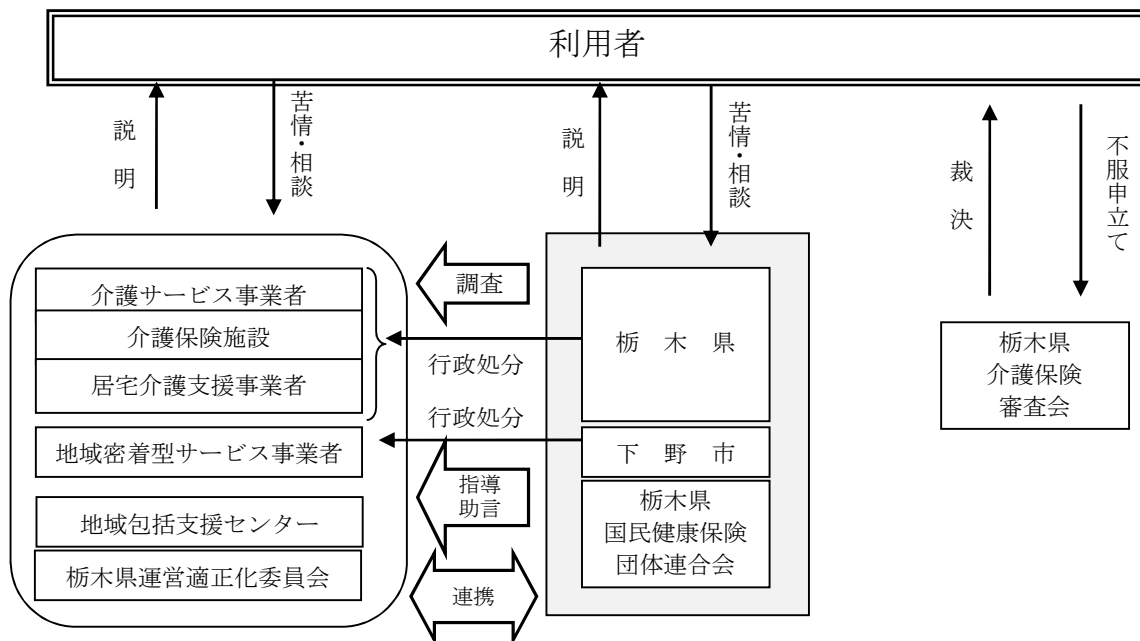 利用者
説明
苦情・相談
説明
苦情・相談
裁決
不服申立て
介護サービス事業者
介護保険施設
居宅介護支援事業者
地域密着型サービス事業者
地域包括支援センター
栃木県運営適正化委員会
調査
行政処分
行政処分
指導
助言
連携
栃木県
下野市
栃木県
国民健康保険
団体連合会
栃木県
介護保険
審査会